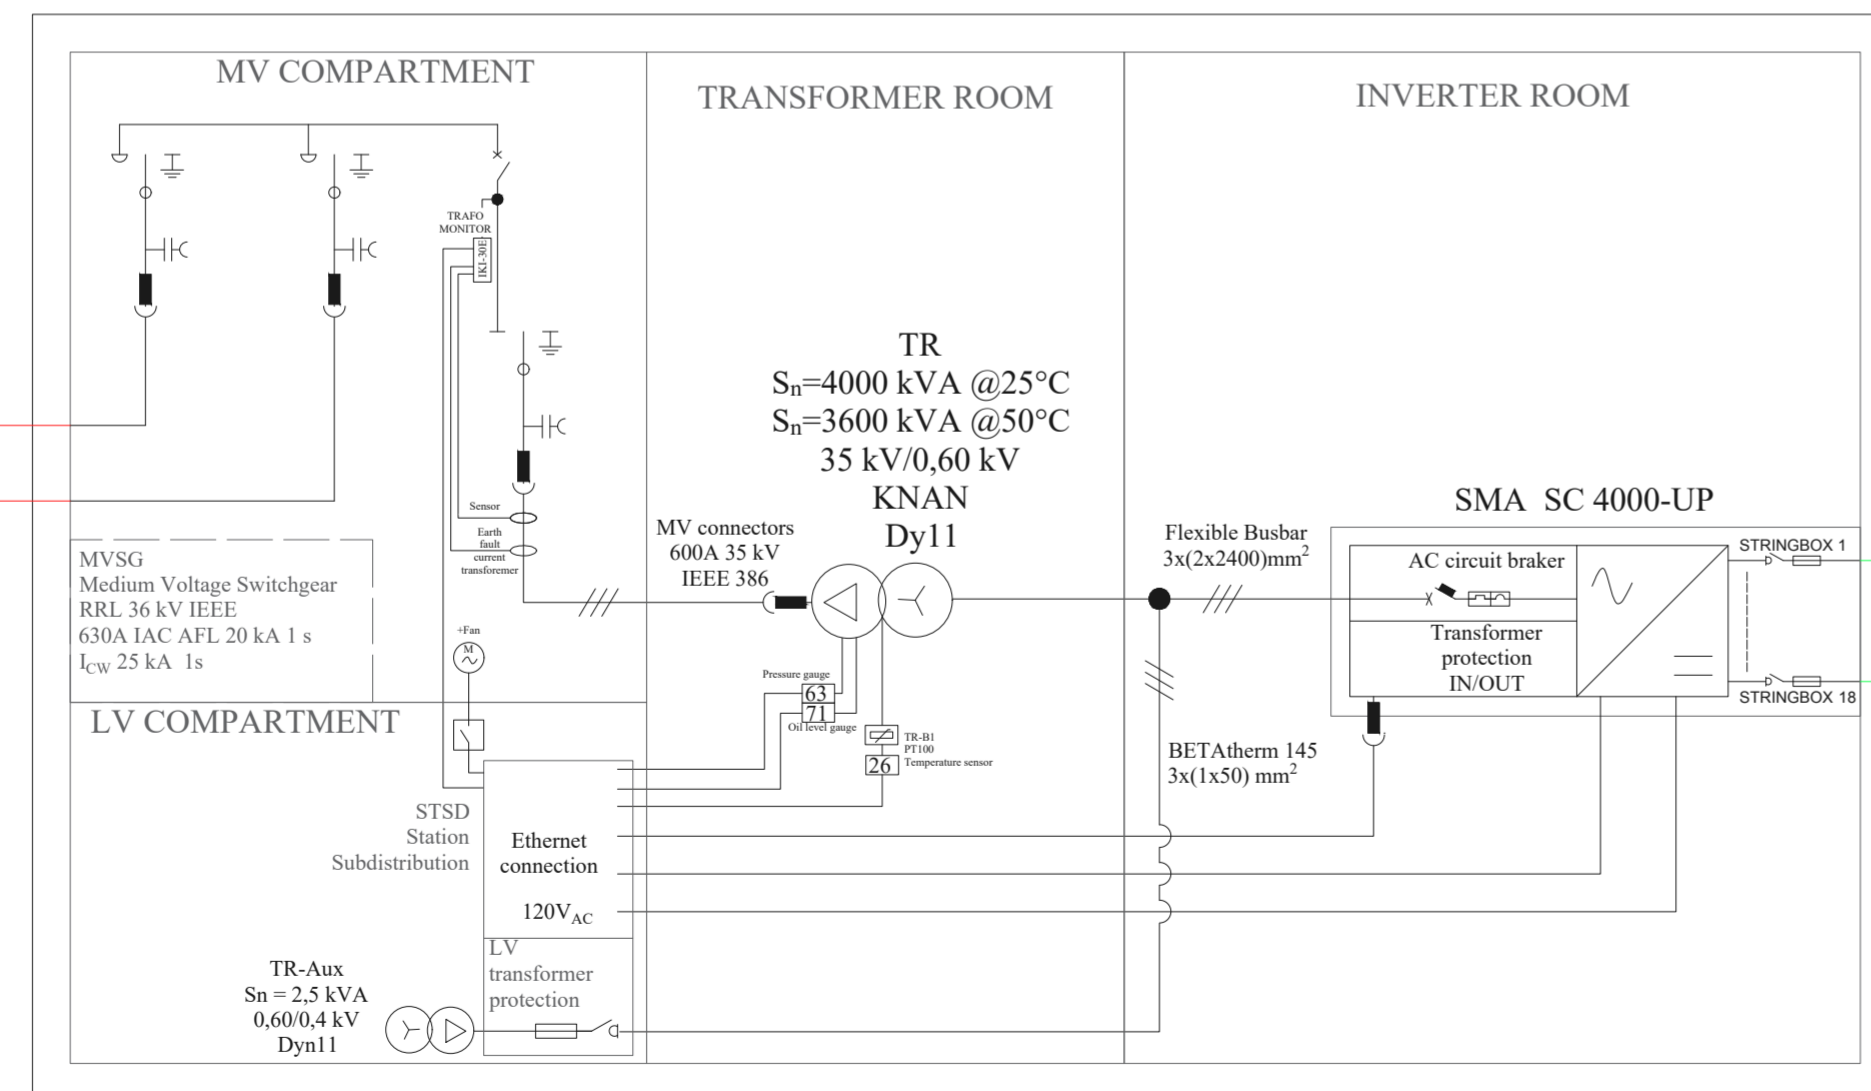 MV COMPARTMENT
TRANSFORMER ROOM
INVERTER ROOM
TRAFO
MONITOR
IKI-30E
TR
Sn=4000 kVA @25°C
Sn=3600 kVA @50°C
35 kV/0,60 kV
KNAN
Dy11
Sensor
Earth
fault
current
transforemer
MV connectors
600A 35 kV
IEEE 386
Flexible Busbar
3x(2x2400)mm²
SMA SC 4000-UP
AC circuit braker
Transformer
protection
IN/OUT
STRINGBOX 1
STRINGBOX 18
MVSG
Medium Voltage Switchgear
RRL 36 kV IEEE
630A IAC AFL 20 kA 1 s
ICW 25 kA 1s
+Fan
M
Pressure gauge
63
71
Oil level gauge
TR-B1
PT100
26 Temperature sensor
BETAtherm 145
3x(1x50) mm²
LV COMPARTMENT
STSD
Station
Subdistribution
Ethernet
connection
120VAC
LV
transformer
protection
TR-Aux
Sn = 2,5 kVA
0,60/0,4 kV
Dyn11